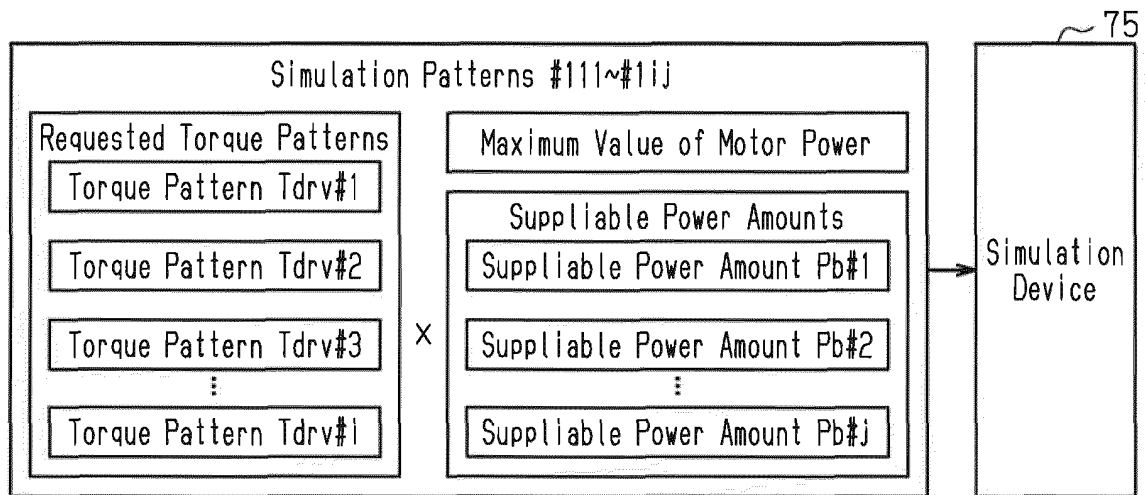 75
Simulation Patterns #111~#1ij
Requested Torque Patterns
Torque Pattern Tdrv#1
Torque Pattern Tdrv#2
Torque Pattern Tdrv#3
⋮
Torque Pattern Tdrv#i
×
Maximum Value of Motor Power
Suppliable Power Amounts
Suppliable Power Amount Pb#1
Suppliable Power Amount Pb#2
⋮
Suppliable Power Amount Pb#j
Simulation
Device